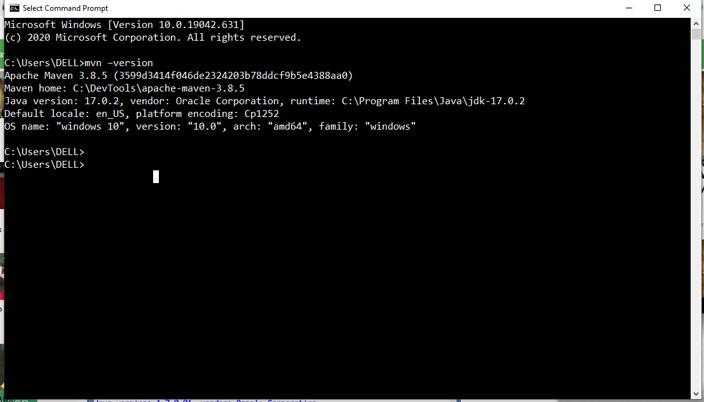 Select Command Prompt
Microsoft Windows [Version 10.0.19042.631]
(c) 2020 Microsoft Corporation. All rights reserved.
C:\Users\DELL>mvn –version
Apache Maven 3.8.5 (3599d3414f046de2324203b78ddcf9b5e4388aa0)
Maven home: C:\DevTools\apache-maven-3.8.5
Java version: 17.0.2, vendor: Oracle Corporation, runtime: C:\Program Files\Java\jdk-17.0.2
Default locale: en_US, platform encoding: Cp1252
OS name: "windows 10", version: "10.0", arch: "amd64", family: "windows"
C:\Users\DELL>
C:\Users\DELL>